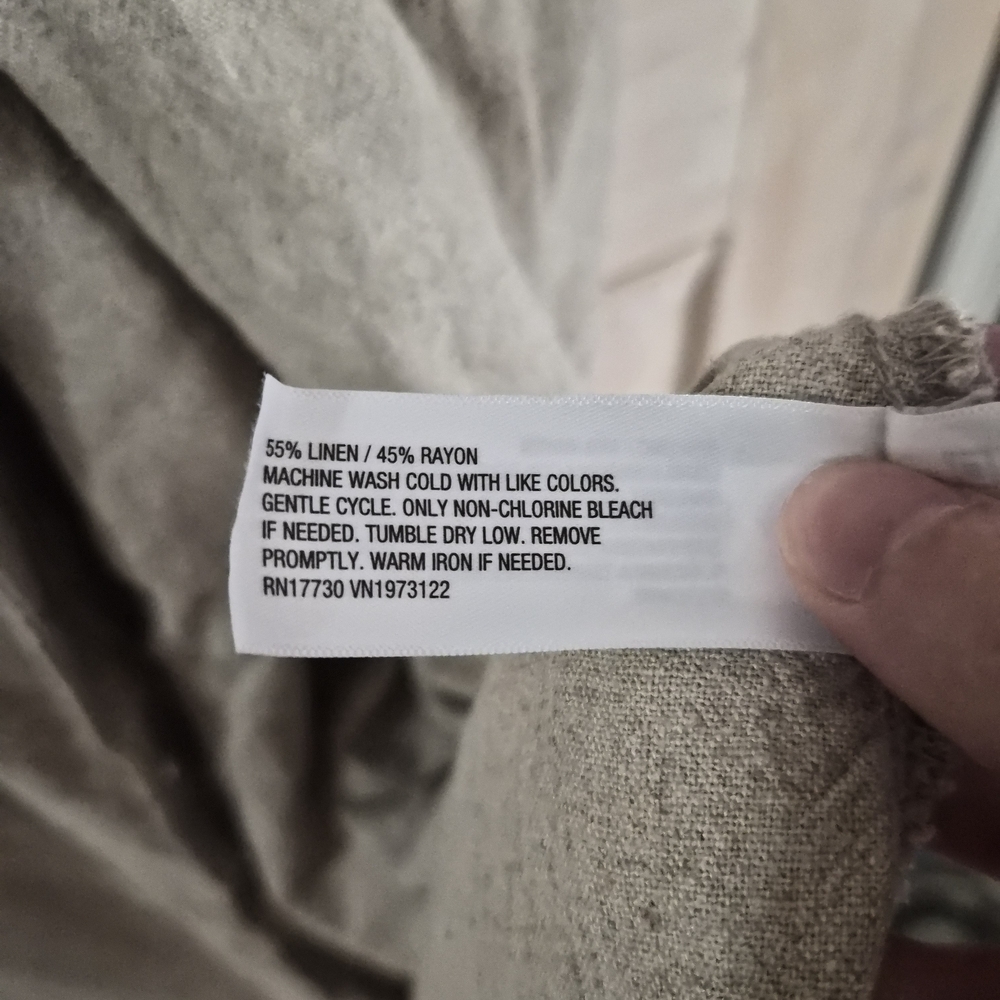 55% LINEN / 45% RAYON
MACHINE WASH COLD WITH LIKE COLORS.
GENTLE CYCLE. ONLY NON-CHLORINE BLEACH
IF NEEDED. TUMBLE DRY LOW. REMOVE
PROMPTLY. WARM IRON IF NEEDED.
RN17730 VN1973122